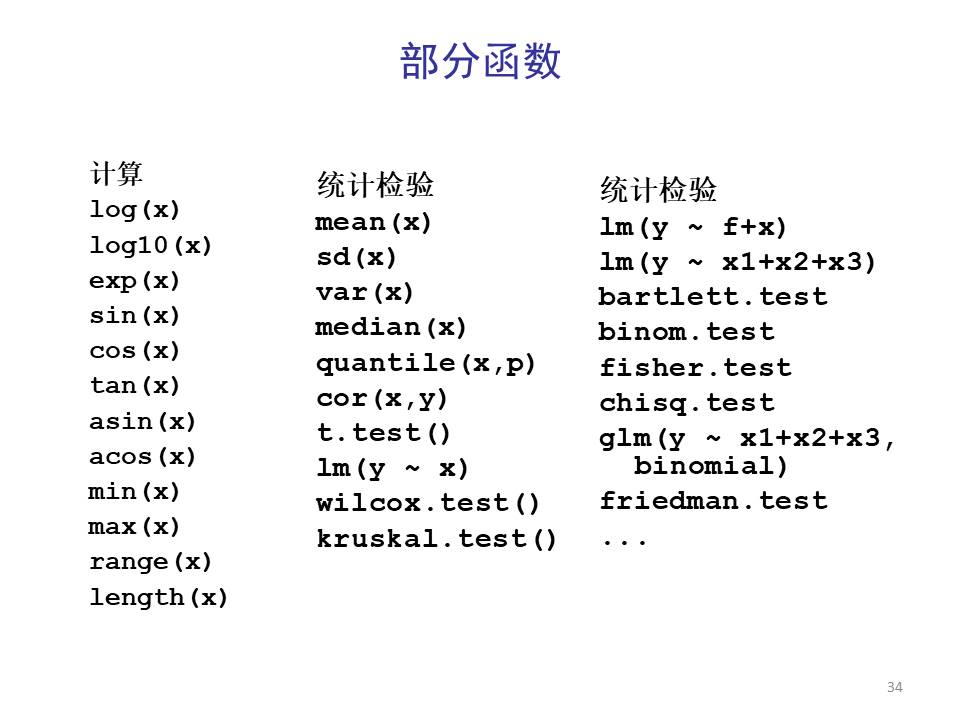 部分函数
计算
log(x)
log10(x)
exp(x)
sin(x)
cos(x)
tan(x)
asin(x)
acos(x)
min(x)
max(x)
range(x)
length(x)
统计检验
mean(x)
sd(x)
var(x)
median(x)
quantile(x,p)
cor(x,y)
t.test()
lm(y ~ x)
wilcox.test()
kruskal.test()
统计检验
lm(y ~ f+x)
lm(y ~ x1+x2+x3)
bartlett.test
binom.test
fisher.test
chisq.test
glm(y ~ x1+x2+x3,
binomial)
friedman.test
...
34